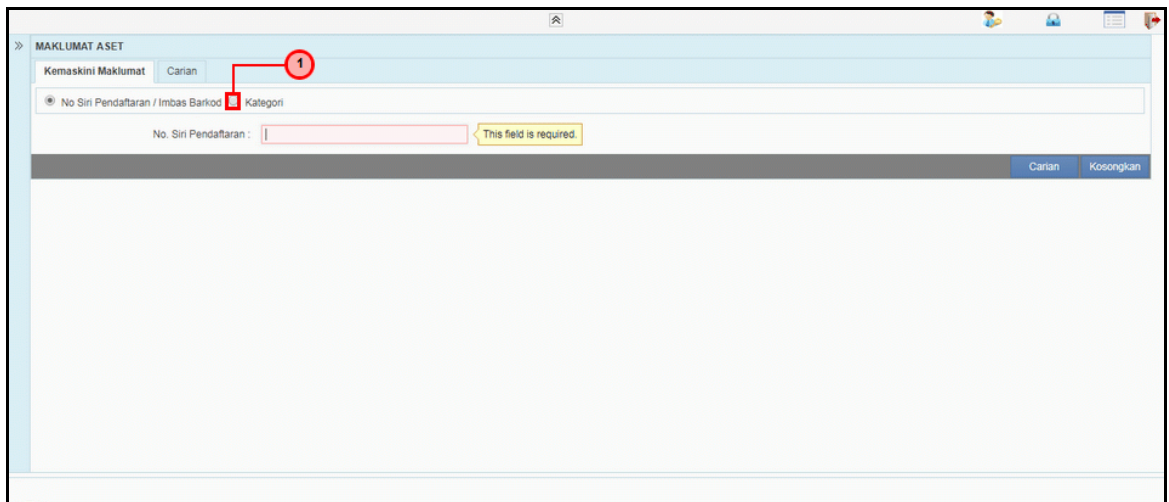 MAKLUMAT ASET
Kemaskini Maklumat Carian
1
No Siri Pendaftaran / Imbas Barkod Kategori
No. Siri Pendaftaran : This field is required.
Carian Kosongkan